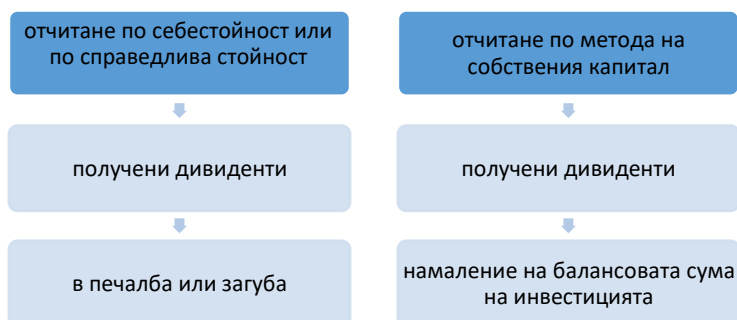 отчитане по себестойност или
по справедлива стойност
получени дивиденти
в печалба или загуба
отчитане по метода на
собствения капитал
получени дивиденти
намаление на балансовата сума
на инвестицията